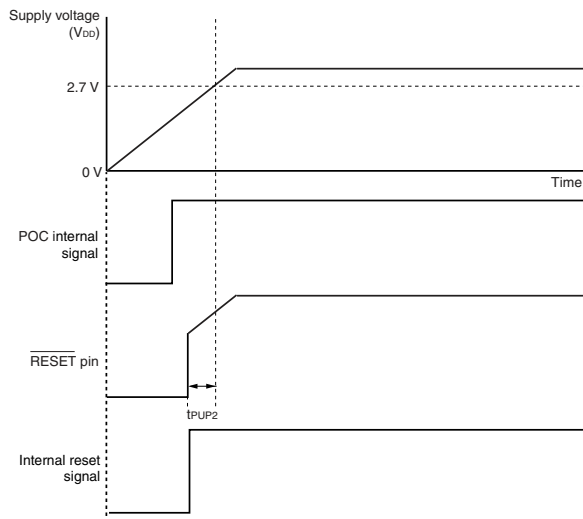 Supply voltage
(VDD)
2.7 V
0 V
Time
POC internal
signal
RESET pin
tPUP2
Internal reset
signal